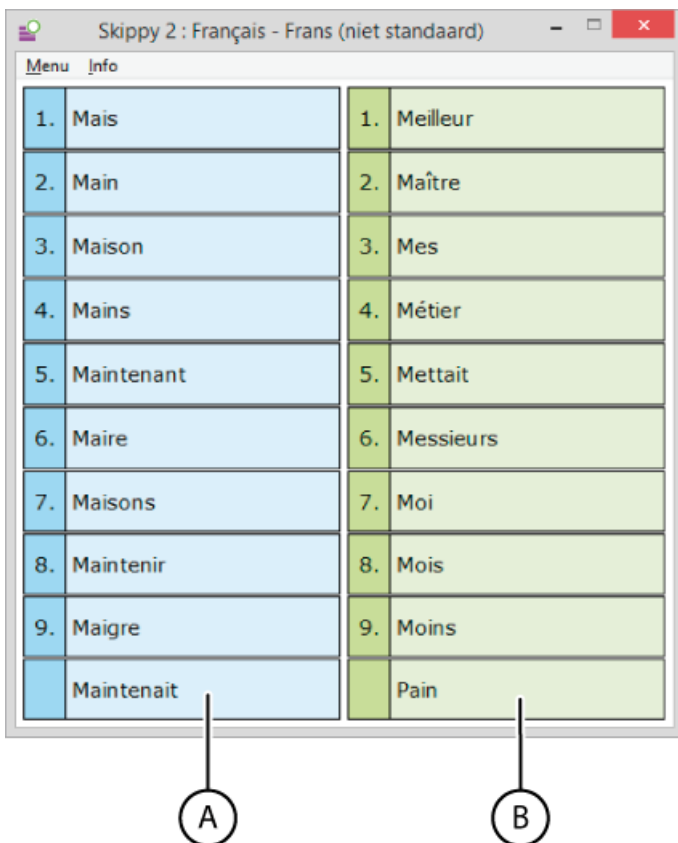 Skippy 2 : Français - Frans (niet standaard)
Menu Info
1. Mais
2. Main
3. Maison
4. Mains
5. Maintenant
6. Maire
7. Maisons
8. Maintenir
9. Maigre
Maintenait
1. Meilleur
2. Maître
3. Mes
4. Métier
5. Mettait
6. Messieurs
7. Moi
8. Mois
9. Moins
Pain
A
B